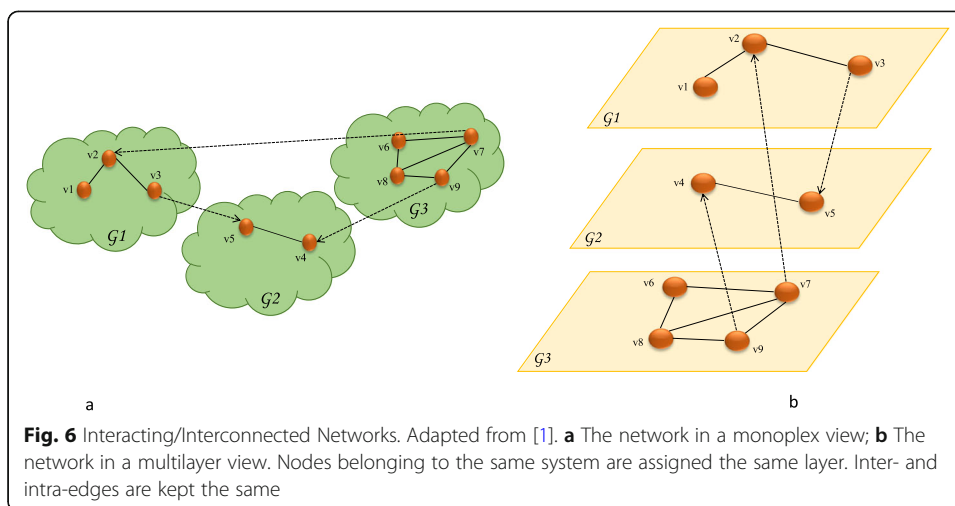 v2
v1
v3
G1
v5
v4
G2
v6
v7
v8
v9
G3
a
v2
v3
v1
G1
v4
v5
G2
v6
v7
v8
v9
G3
b
Fig. 6 Interacting/Interconnected Networks. Adapted from [1]. a The network in a monoplex view; b The
network in a multilayer view. Nodes belonging to the same system are assigned the same layer. Inter- and
intra-edges are kept the same